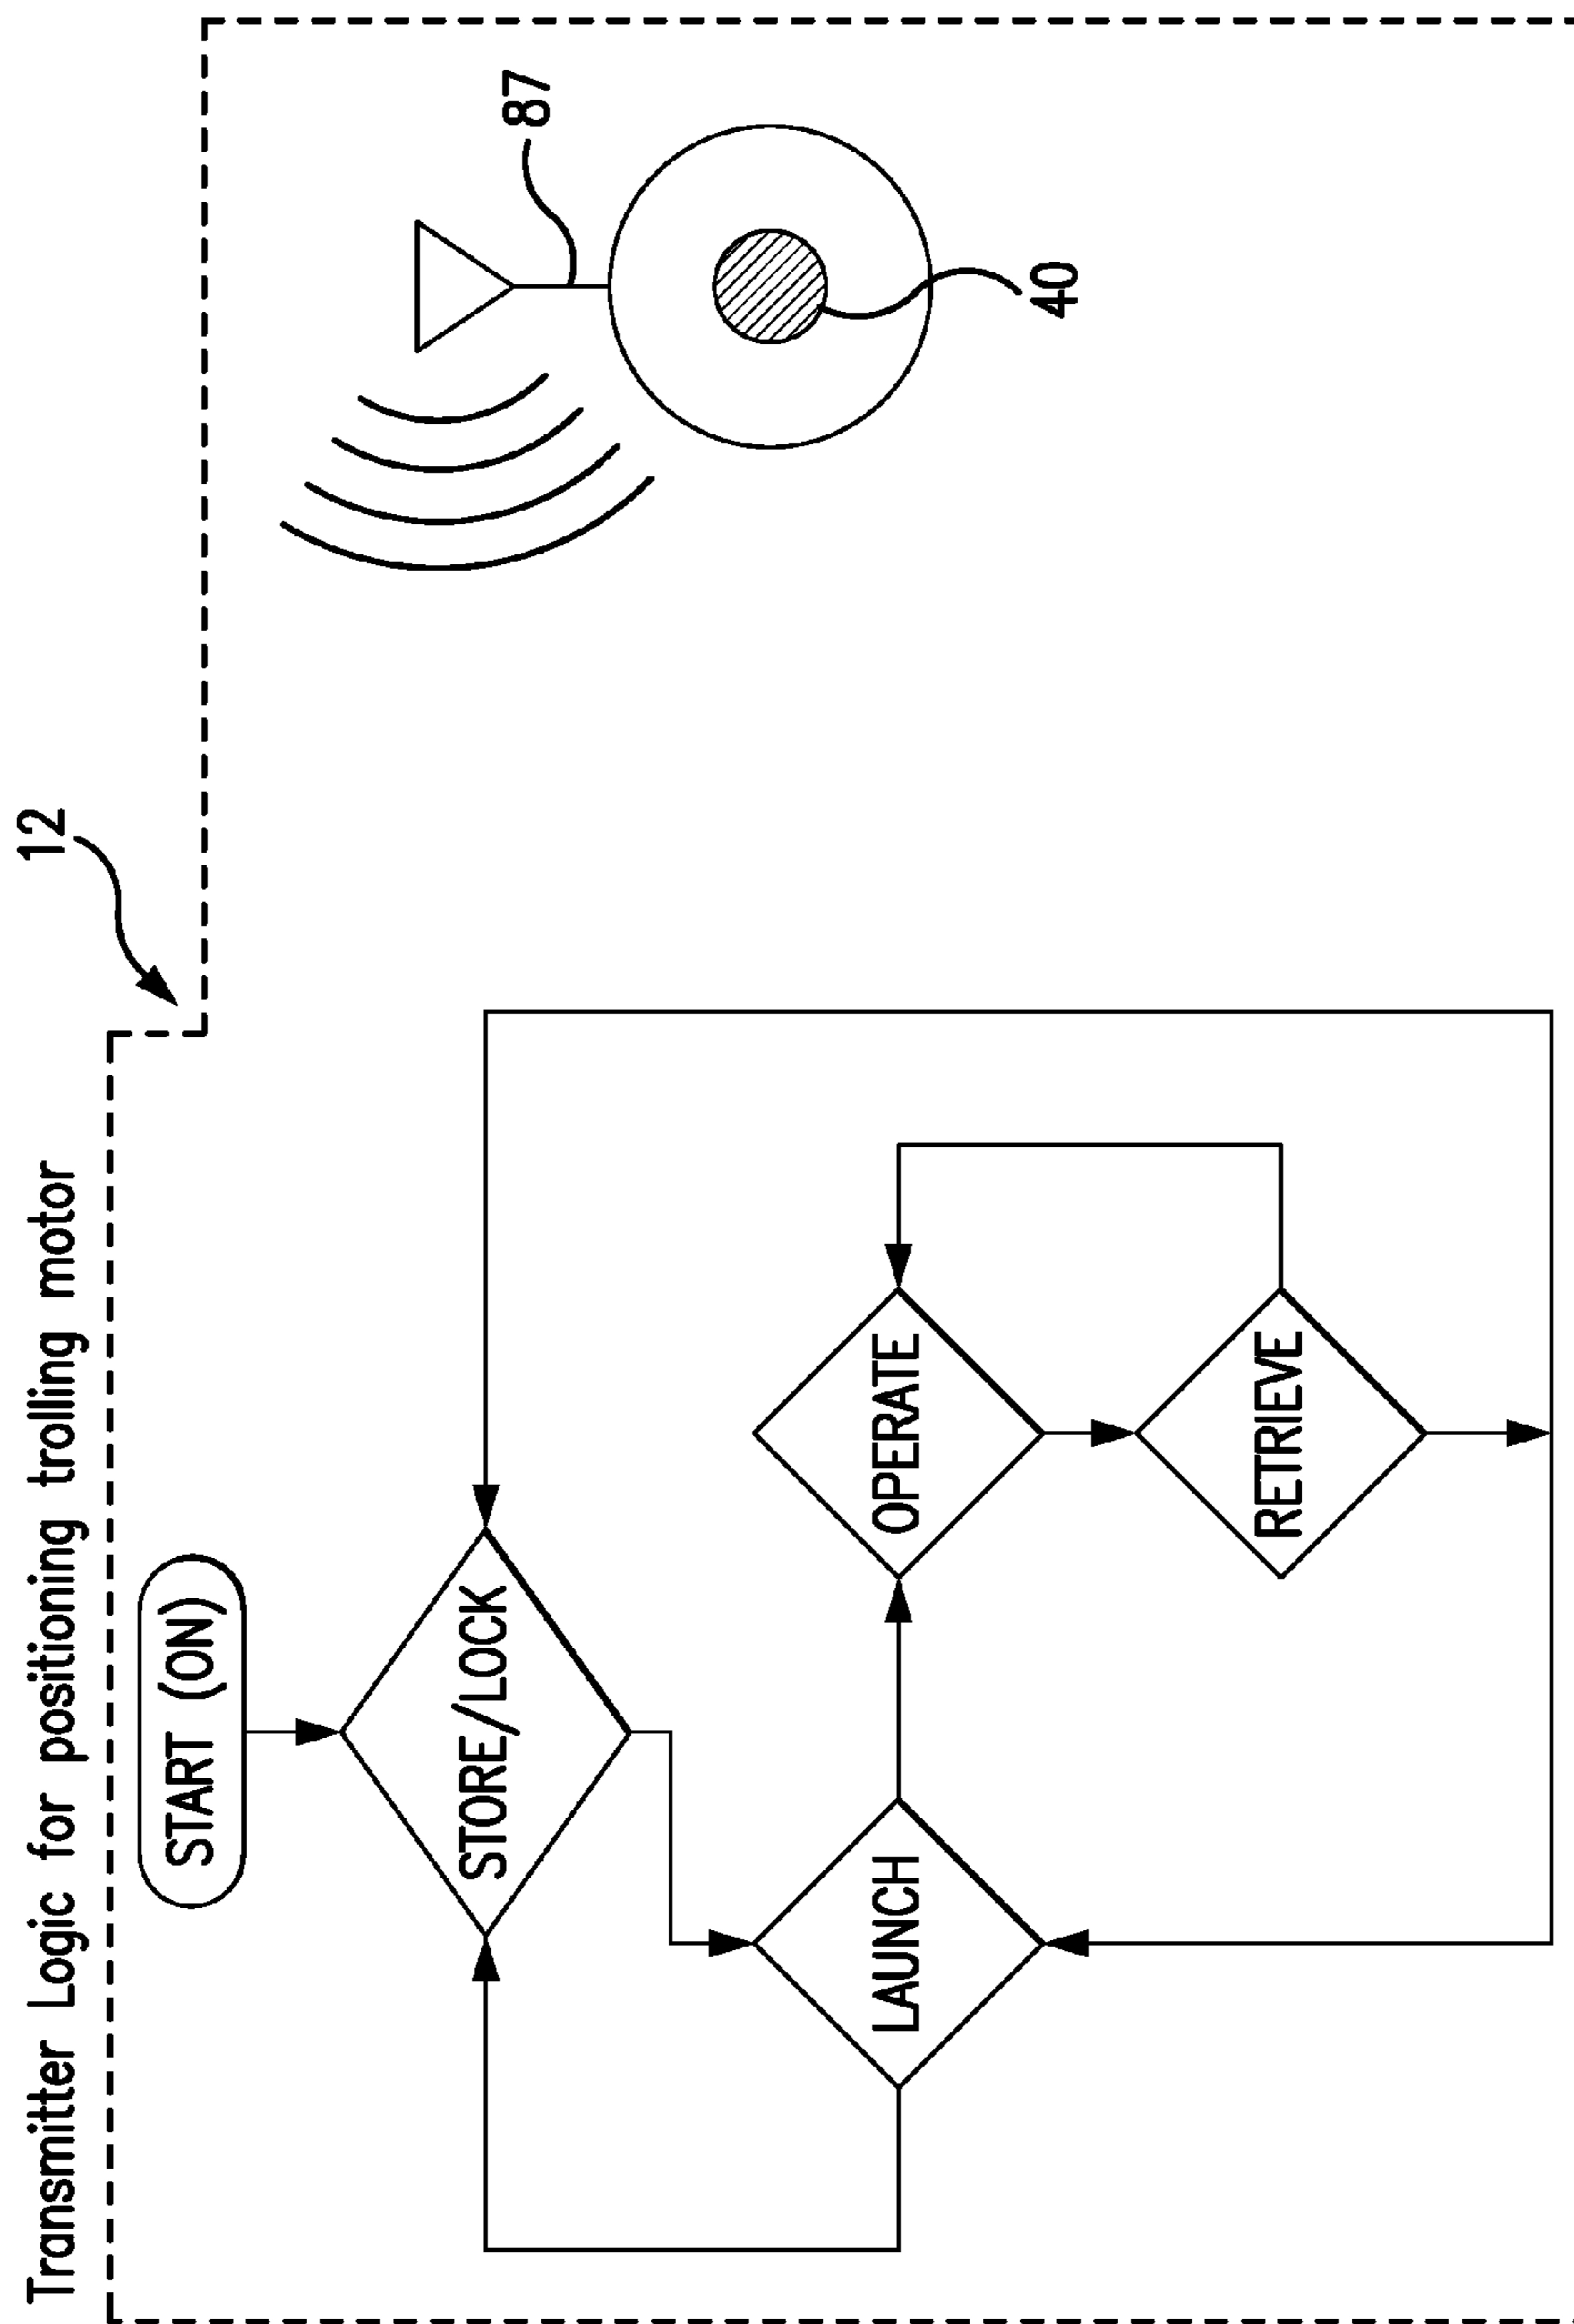 Transmitter Logic for positioning trolling motor
12
START (ON)
87
STORE/LOCK
LAUNCH
OPERATE
40
RETRIEVE